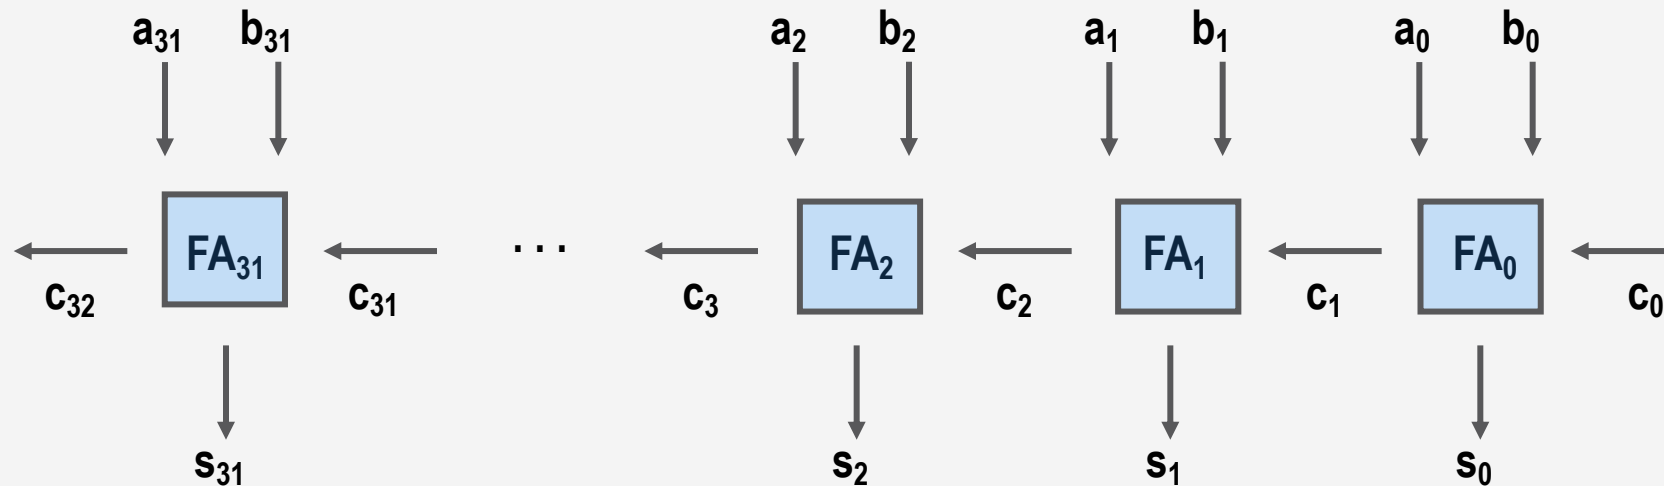 a₃₁ b₃₁ a₂ b₂ a₁ b₁ a₀ b₀
FA₃₁ ... FA₂ FA₁ FA₀
c₃₂ c₃₁ c₃ c₂ c₁ c₀
s₃₁ s₂ s₁ s₀